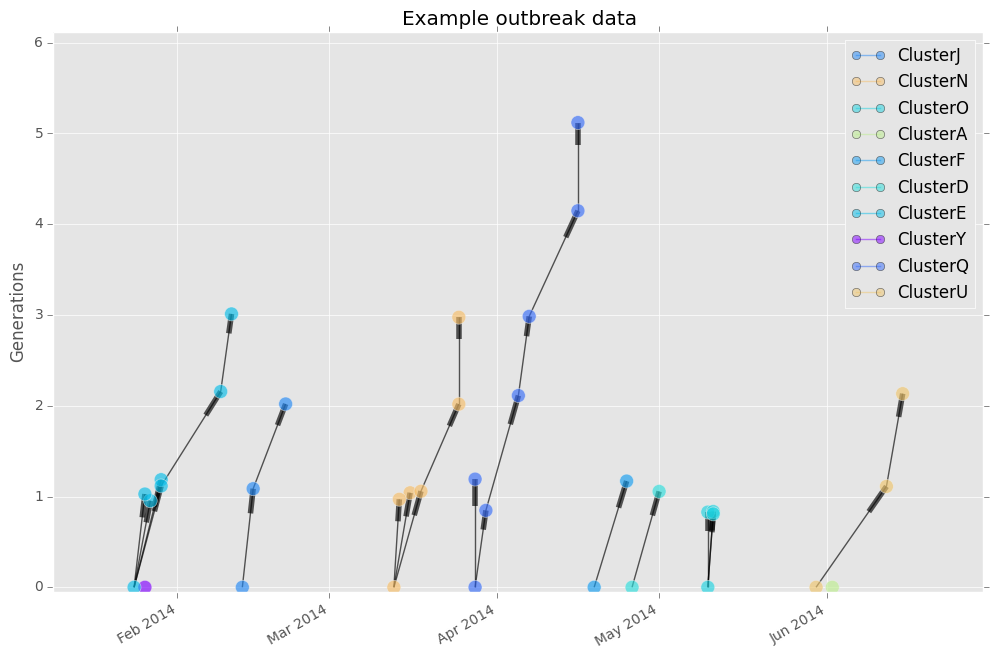 Example outbreak data
6
5
4
3
2
1
0
Generations
Feb 2014
Mar 2014
Apr 2014
May 2014
Jun 2014
ClusterJ
ClusterN
ClusterO
ClusterA
ClusterF
ClusterD
ClusterE
ClusterY
ClusterQ
ClusterU